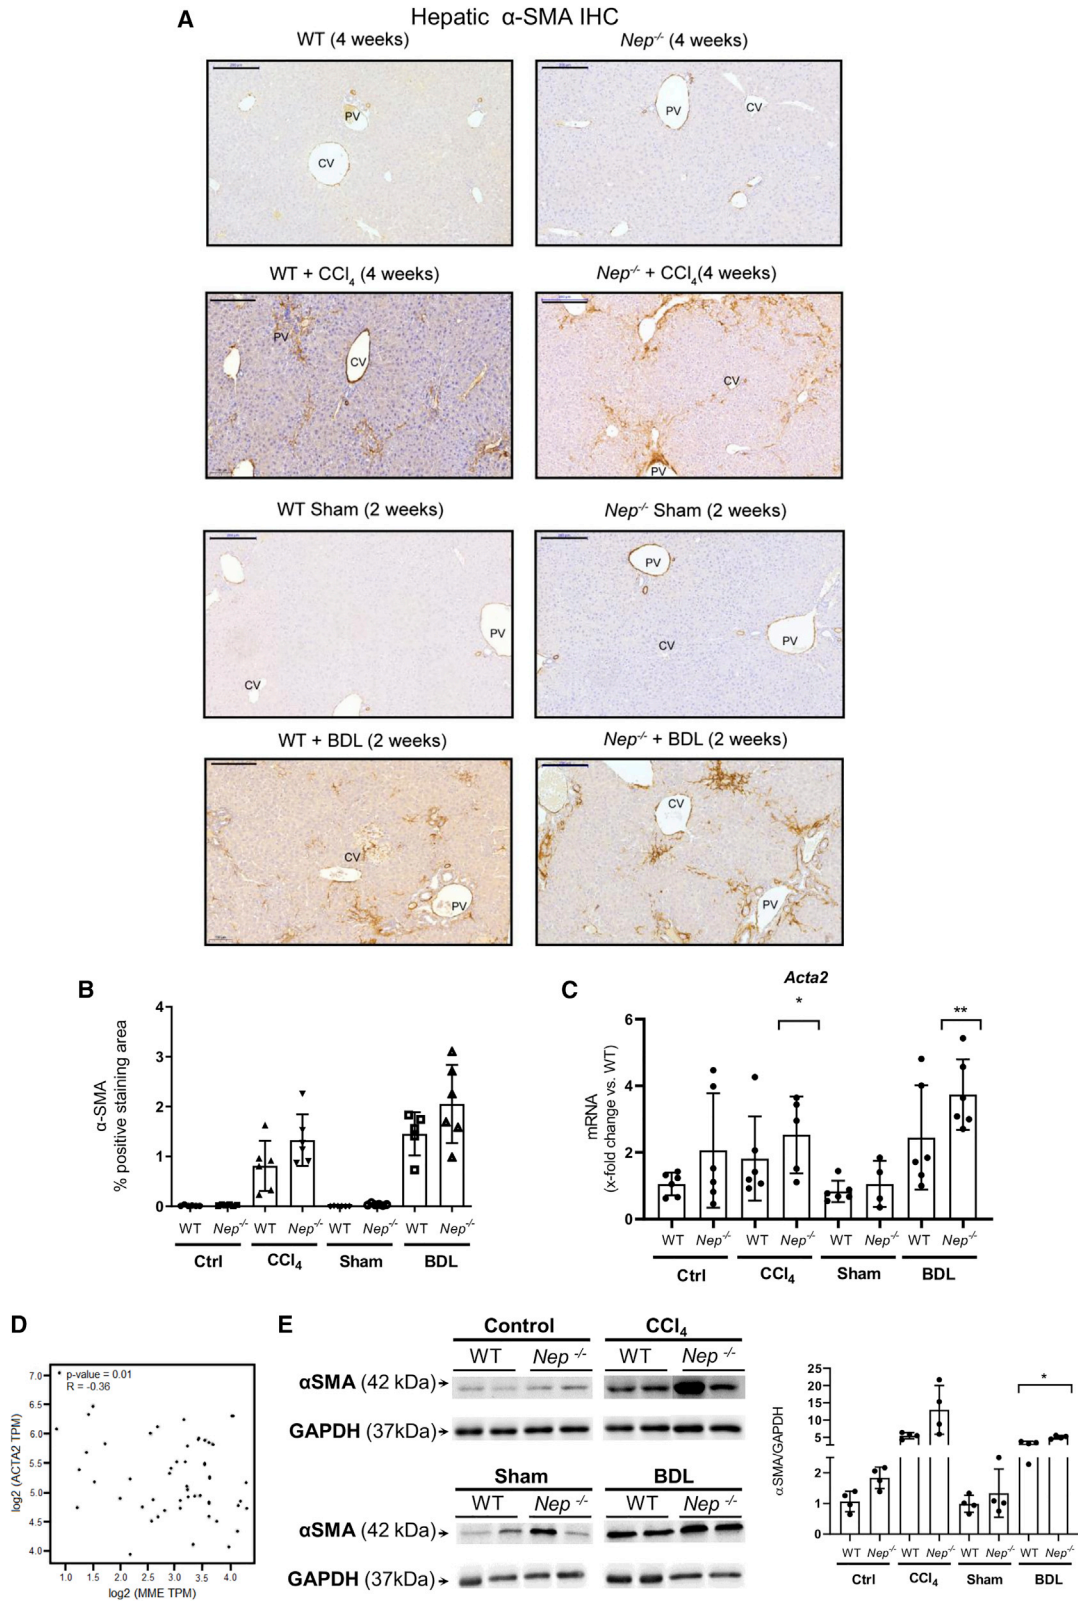 A
Hepatic α-SMA IHC
WT (4 weeks)
Nep-/- (4 weeks)
PV
CV
PV
CV
WT + CCl4 (4 weeks)
Nep-/- + CCl4(4 weeks)
PV
CV
CV
PV
WT Sham (2 weeks)
Nep-/- Sham (2 weeks)
PV
CV
PV
PV
CV
WT + BDL (2 weeks)
Nep-/- + BDL (2 weeks)
CV
PV
CV
PV
B
α-SMA
% positive staining area
4
3
2
1
0
WT Nep-/- WT Nep-/- WT Nep-/- WT Nep-/-
Ctrl CCl4 Sham BDL
C
Acta2
* **
mRNA
(x-fold change vs. WT)
6
4
2
0
WT Nep-/- WT Nep-/- WT Nep-/- WT Nep-/-
Ctrl CCl4 Sham BDL
D
p-value = 0.01
R = -0.36
log2 (ACTA2 TPM)
7.0
6.5
6.0
5.5
5.0
4.5
4.0
1.0 1.5 2.0 2.5 3.0 3.5 4.0
log2 (MME TPM)
E
Control CCl4
WT Nep -/- WT Nep -/-
αSMA (42 kDa)
GAPDH (37kDa)
Sham BDL
WT Nep -/- WT Nep -/-
αSMA (42 kDa)
GAPDH (37kDa)
αSMA/GAPDH
25
20
15
10
5
2
1
0
*
WT Nep-/- WT Nep-/- WT Nep-/- WT Nep-/-
Ctrl CCl4 Sham BDL